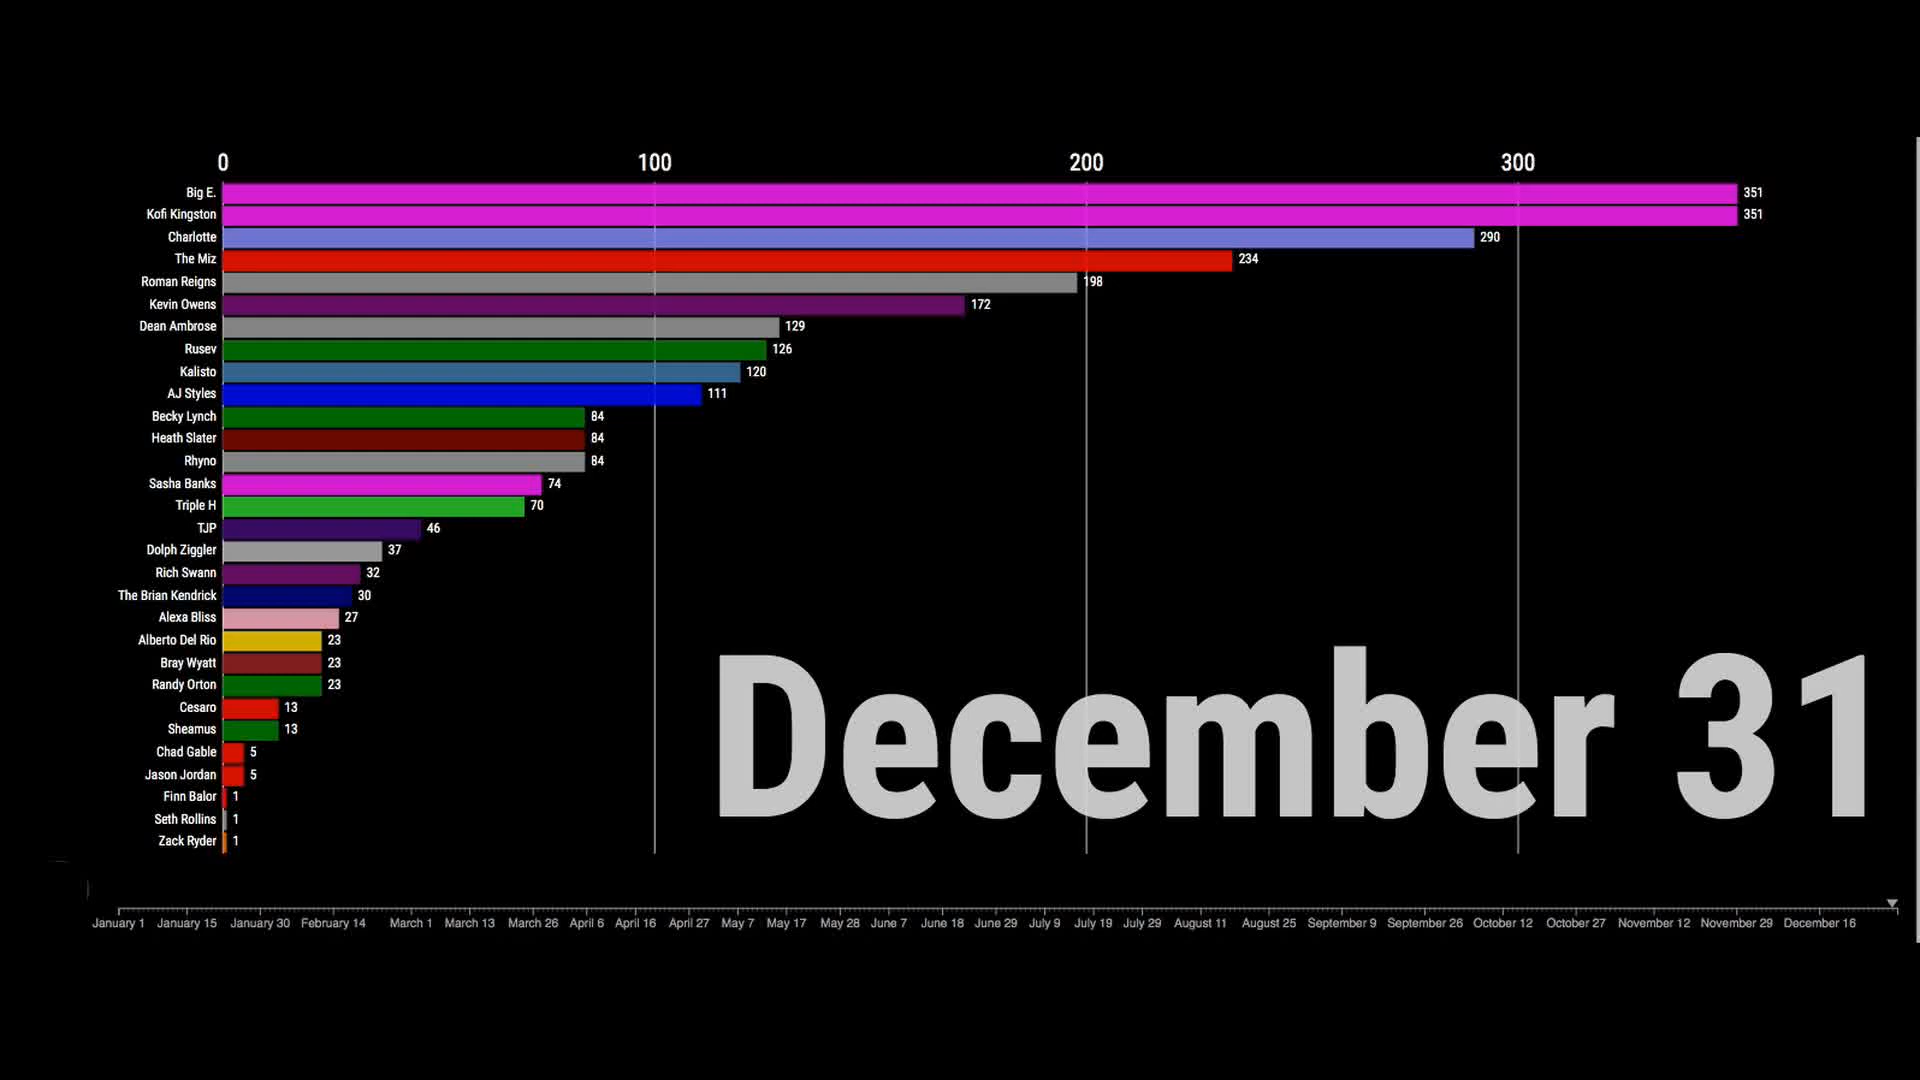 0 100 200 300
Big E. 351
Kofi Kingston 351
Charlotte 290
The Miz 234
Roman Reigns 198
Kevin Owens 172
Dean Ambrose 129
Rusev 126
Kalisto 120
AJ Styles 111
Becky Lynch 84
Heath Slater 84
Rhyno 84
Sasha Banks 74
Triple H 70
TJP 46
Dolph Ziggler 37
Rich Swann 32
The Brian Kendrick 30
Alexa Bliss 27
Alberto Del Rio 23
Bray Wyatt 23
Randy Orton 23
Cesaro 13
Sheamus 13
Chad Gable 5
Jason Jordan 5
Finn Balor 1
Seth Rollins 1
Zack Ryder 1
December 31
January 1 January 15 January 30 February 14 March 1 March 13 March 26 April 6 April 16 April 27 May 7 May 17 May 28 June 7 June 18 June 29 July 9 July 19 July 29 August 11 August 25 September 9 September 26 October 12 October 27 November 12 November 29 December 16